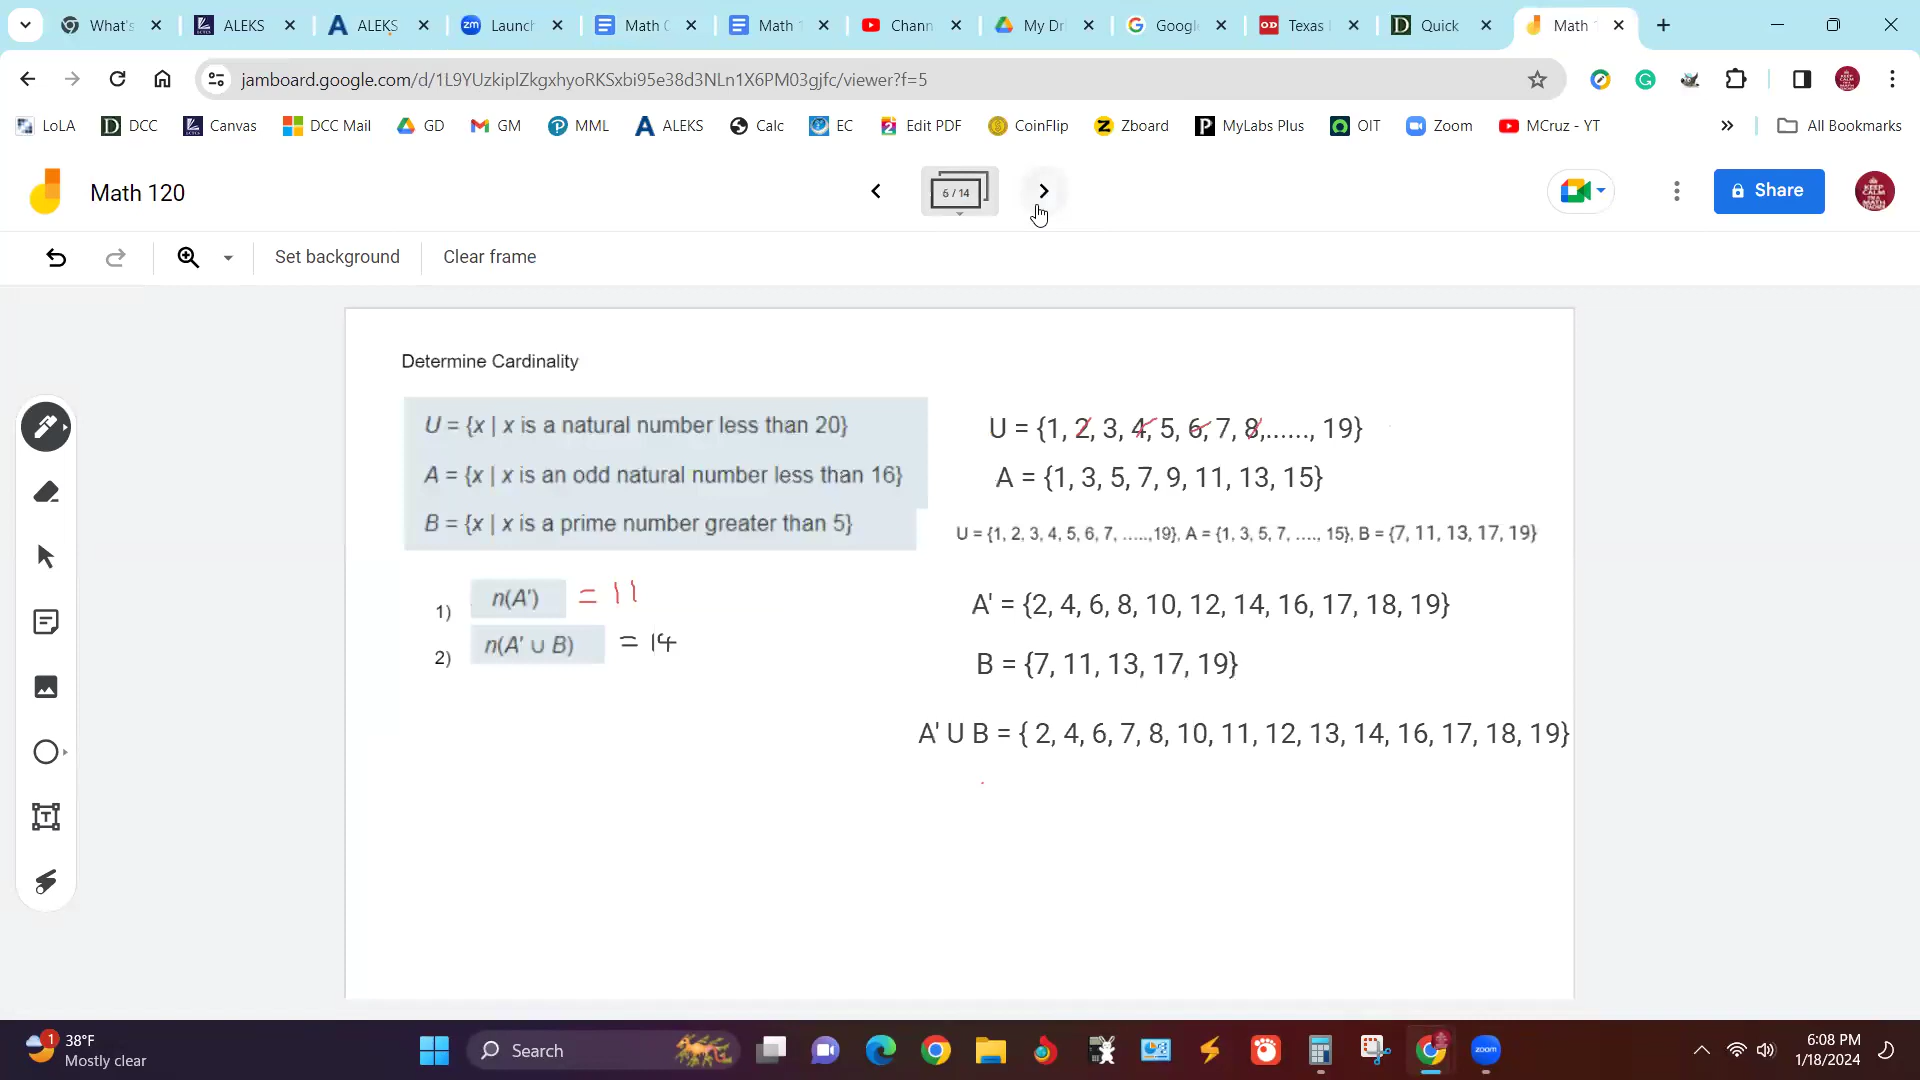 What's
ALEKS
ALEKS
Launch
Math
Math
Chann
My Dri
Google
Texas
Quick
Math
jamboard.google.com/d/1L9YUzkiplZkgxhyoRKSxbi95e38d3NLn1X6PM03gjfc/viewer?f=5
LoLA DCC Canvas DCC Mail GD GM MML ALEKS Calc EC Edit PDF CoinFlip Zboard MyLabs Plus OIT Zoom MCruz - YT » All Bookmarks
Math 120
6 / 14
Share
Set background
Clear frame
Determine Cardinality
U = {x | x is a natural number less than 20}
A = {x | x is an odd natural number less than 16}
B = {x | x is a prime number greater than 5}
1) n(A') = 11
2) n(A' ∪ B) = 14
U = {1, 2, 3, 4, 5, 6, 7, 8,......, 19}
A = {1, 3, 5, 7, 9, 11, 13, 15}
U = {1, 2, 3, 4, 5, 6, 7, .....,19}, A = {1, 3, 5, 7, ...., 15}, B = {7, 11, 13, 17, 19}
A' = {2, 4, 6, 8, 10, 12, 14, 16, 17, 18, 19}
B = {7, 11, 13, 17, 19}
A' U B = { 2, 4, 6, 7, 8, 10, 11, 12, 13, 14, 16, 17, 18, 19}
1
38°F
Mostly clear
Search
zoom
6:08 PM
1/18/2024